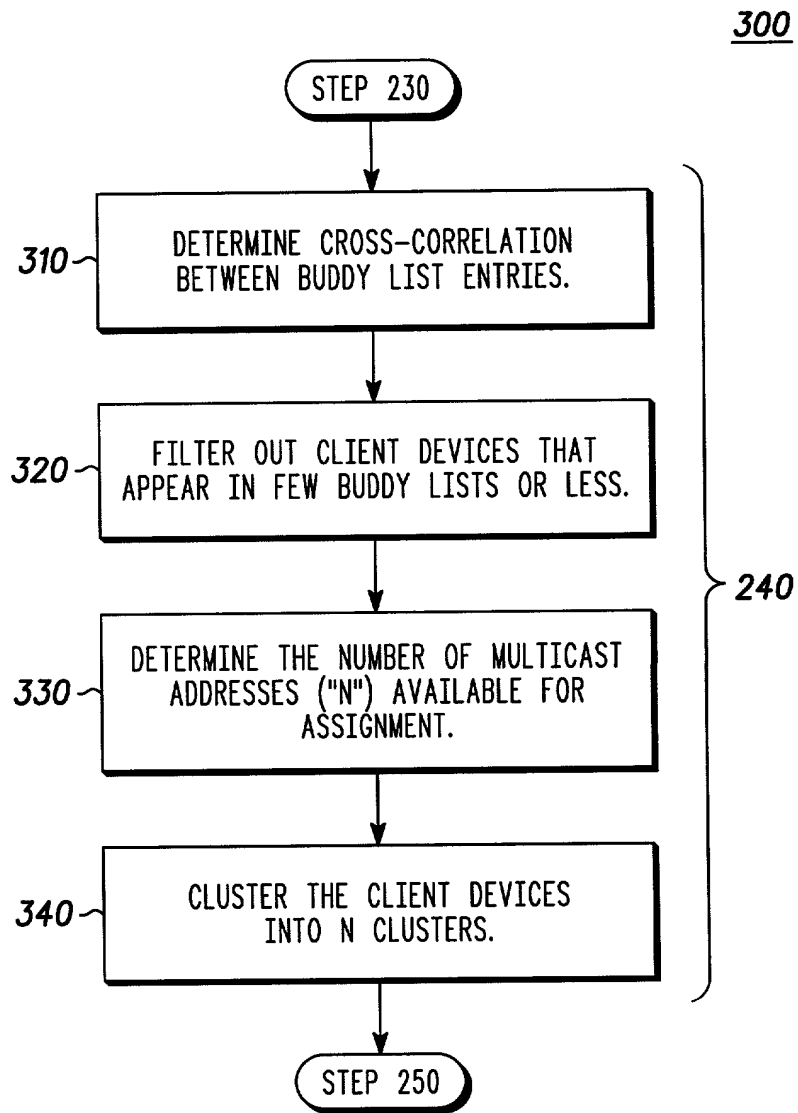 300
STEP 230
310
DETERMINE CROSS-CORRELATION
BETWEEN BUDDY LIST ENTRIES.
320
FILTER OUT CLIENT DEVICES THAT
APPEAR IN FEW BUDDY LISTS OR LESS.
240
330
DETERMINE THE NUMBER OF MULTICAST
ADDRESSES ("N") AVAILABLE FOR
ASSIGNMENT.
340
CLUSTER THE CLIENT DEVICES
INTO N CLUSTERS.
STEP 250